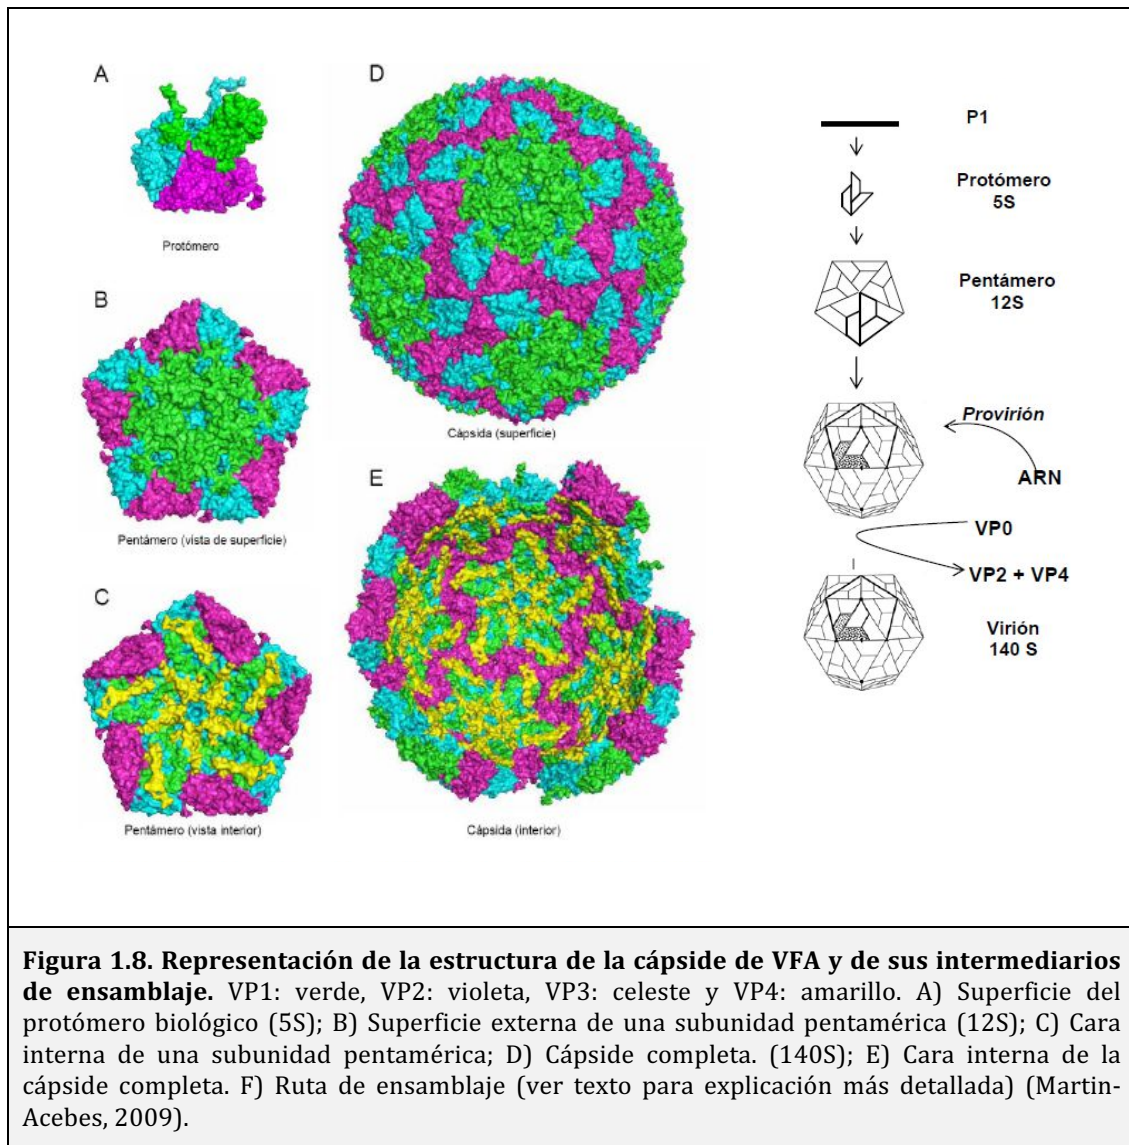 A
Protómero
B
Pentámero (vista de superficie)
C
Pentámero (vista interior)
D
Cápsida (superficie)
E
Cápsida (interior)
P1
Protómero
5S
Pentámero
12S
Provirión
ARN
VP0
VP2 + VP4
Virión
140 S
Figura 1.8. Representación de la estructura de la cápside de VFA y de sus intermediarios
de ensamblaje. VP1: verde, VP2: violeta, VP3: celeste y VP4: amarillo. A) Superficie del
protómero biológico (5S); B) Superficie externa de una subunidad pentamérica (12S); C) Cara
interna de una subunidad pentamérica; D) Cápside completa. (140S); E) Cara interna de la
cápside completa. F) Ruta de ensamblaje (ver texto para explicación más detallada) (Martin-
Acebes, 2009).